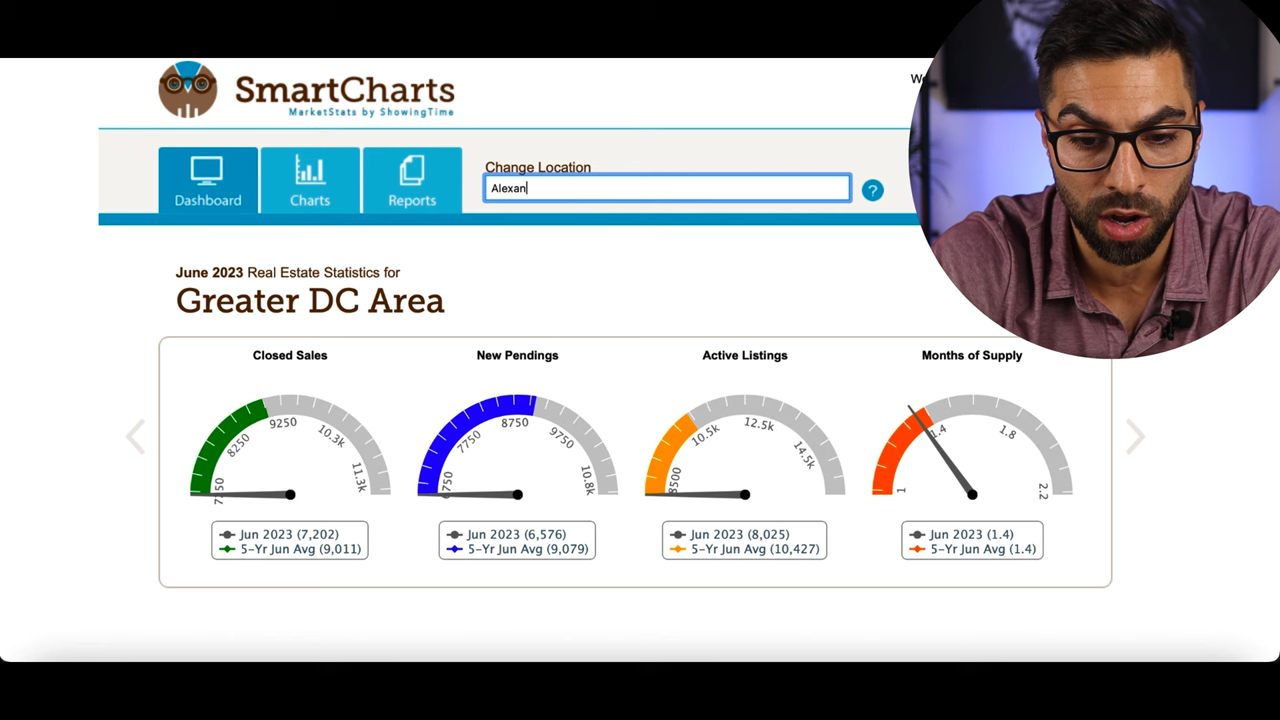 SmartCharts
MarketStats by ShowingTime
Dashboard
Charts
Reports
Change Location
Alexan
?
June 2023 Real Estate Statistics for
Greater DC Area
Closed Sales
8250
9250
10.3k
11.3k
Jun 2023 (7,202)
5-Yr Jun Avg (9,011)
New Pendings
7750
8750
9750
10.8k
Jun 2023 (6,576)
5-Yr Jun Avg (9,079)
Active Listings
8500
10.5k
12.5k
14.5k
Jun 2023 (8,025)
5-Yr Jun Avg (10,427)
Months of Supply
1
1.4
1.8
2.2
Jun 2023 (1.4)
5-Yr Jun Avg (1.4)